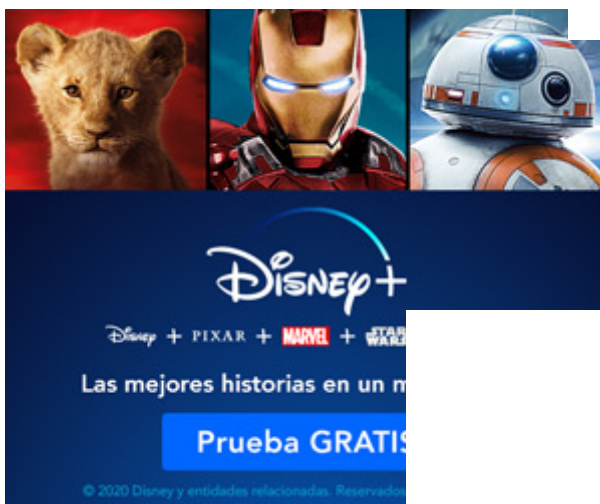 Disney+
Disney + PIXAR + MARVEL + STAR WARS
Las mejores historias en un
Prueba GRATIS
© 2020 Disney y entidades relacionadas. Reservados